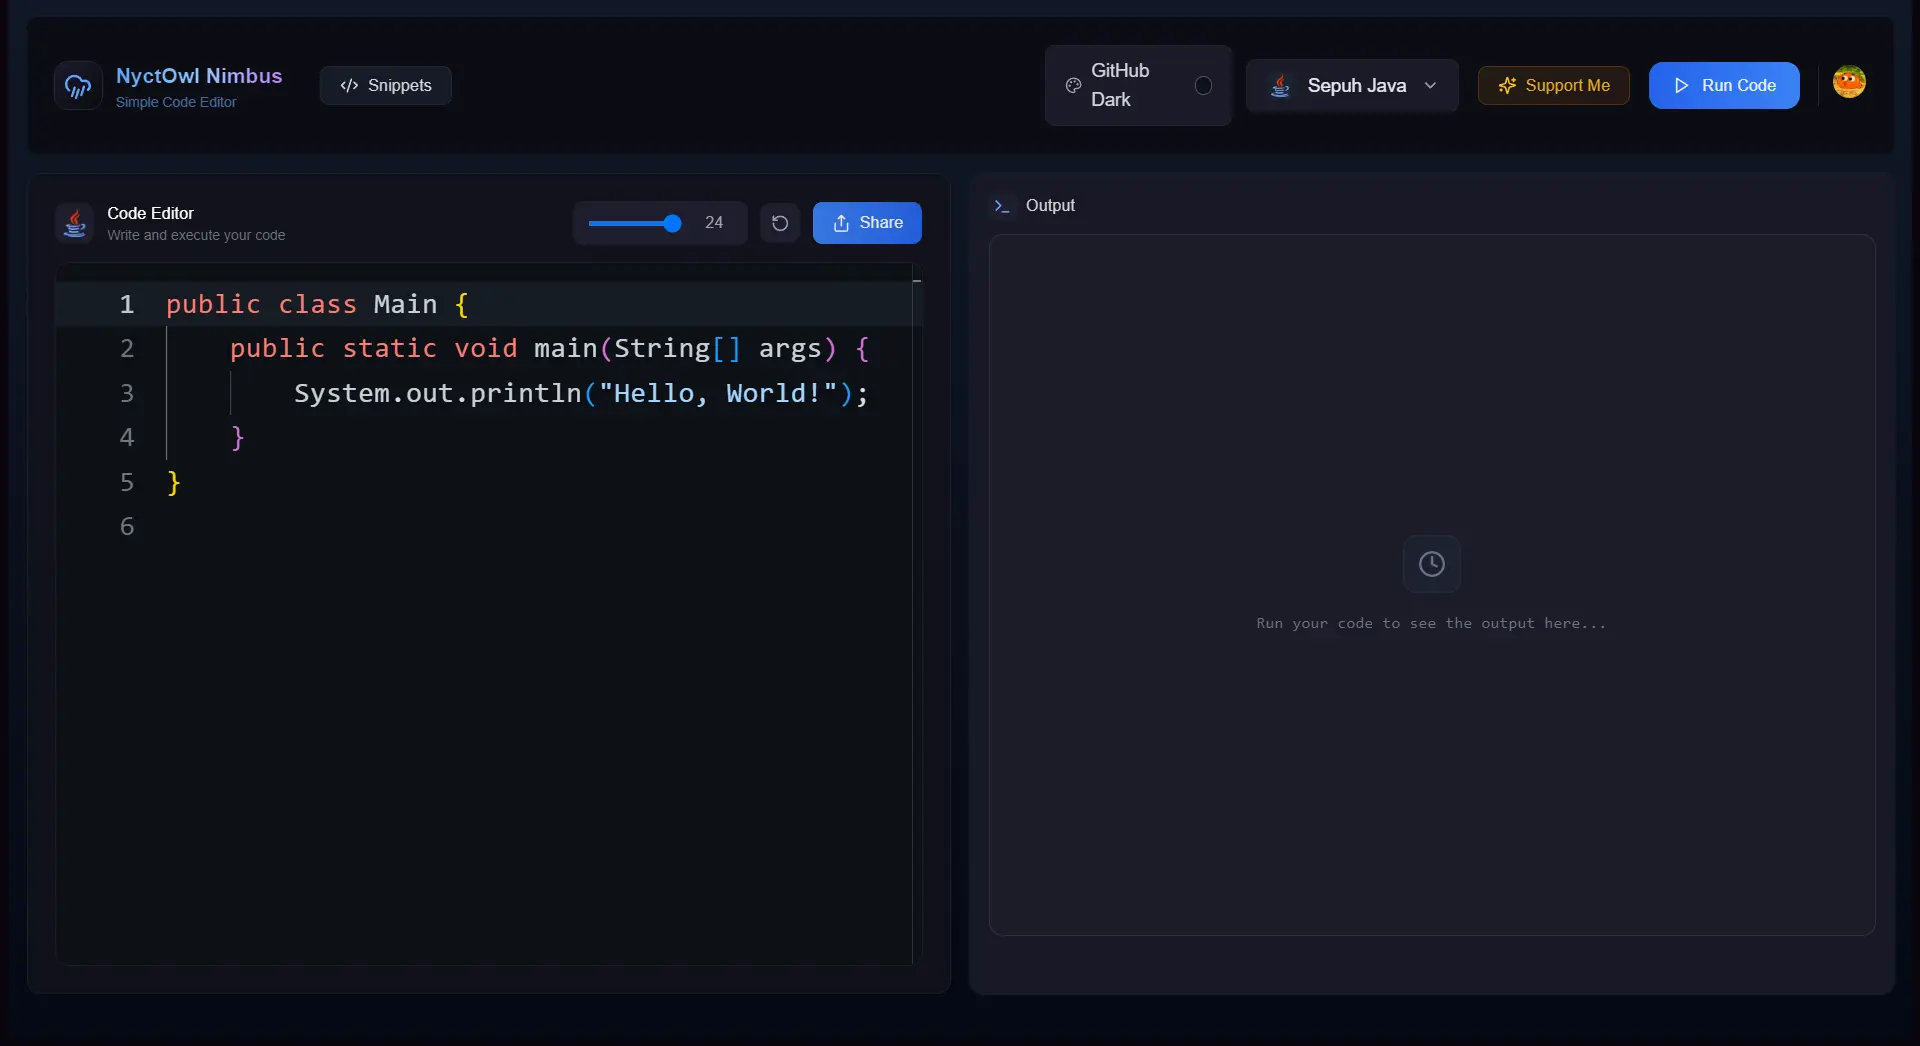 NyctOwl Nimbus
Simple Code Editor
Snippets
GitHub
Dark
Sepuh Java
Support Me
Run Code
Code Editor
Write and execute your code
24
Share
1 public class Main {
2     public static void main(String[] args) {
3         System.out.println("Hello, World!");
4     }
5 }
6
Output
Run your code to see the output here...